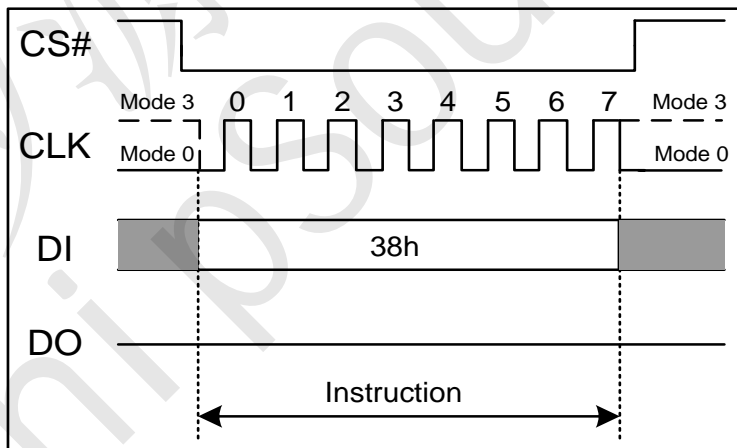 CS#
Mode 3 0 1 2 3 4 5 6 7 Mode 3
CLK
Mode 0 Mode 0
DI 38h
DO
Instruction